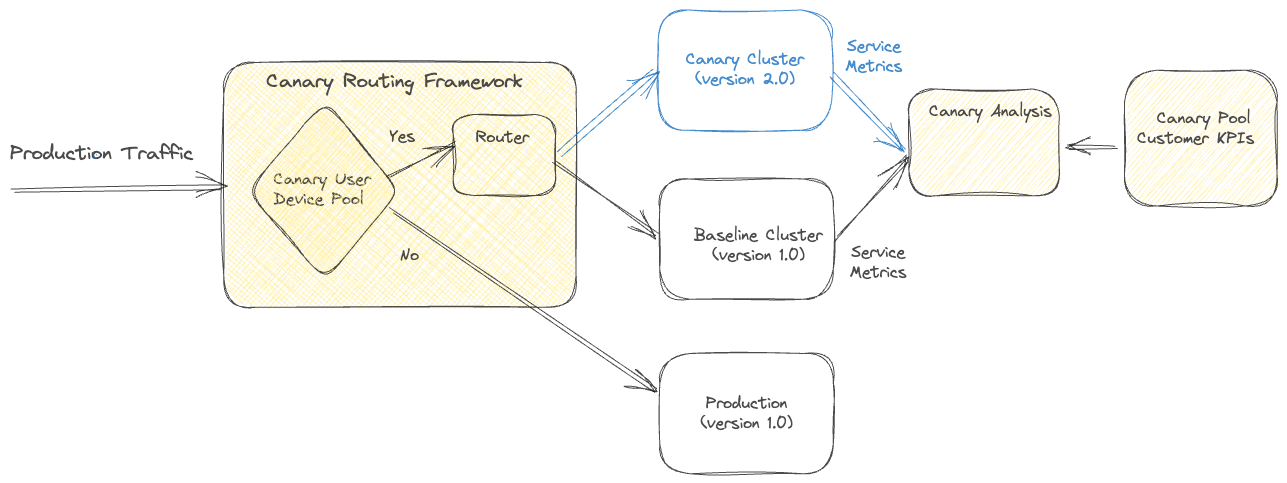 Canary Routing Framework
Production Traffic
Canary User
Device Pool
Yes
No
Router
Canary Cluster
(version 2.0)
Service
Metrics
Baseline Cluster
(version 1.0)
Service
Metrics
Production
(version 1.0)
Canary Analysis
Canary Pool
Customer KPIs